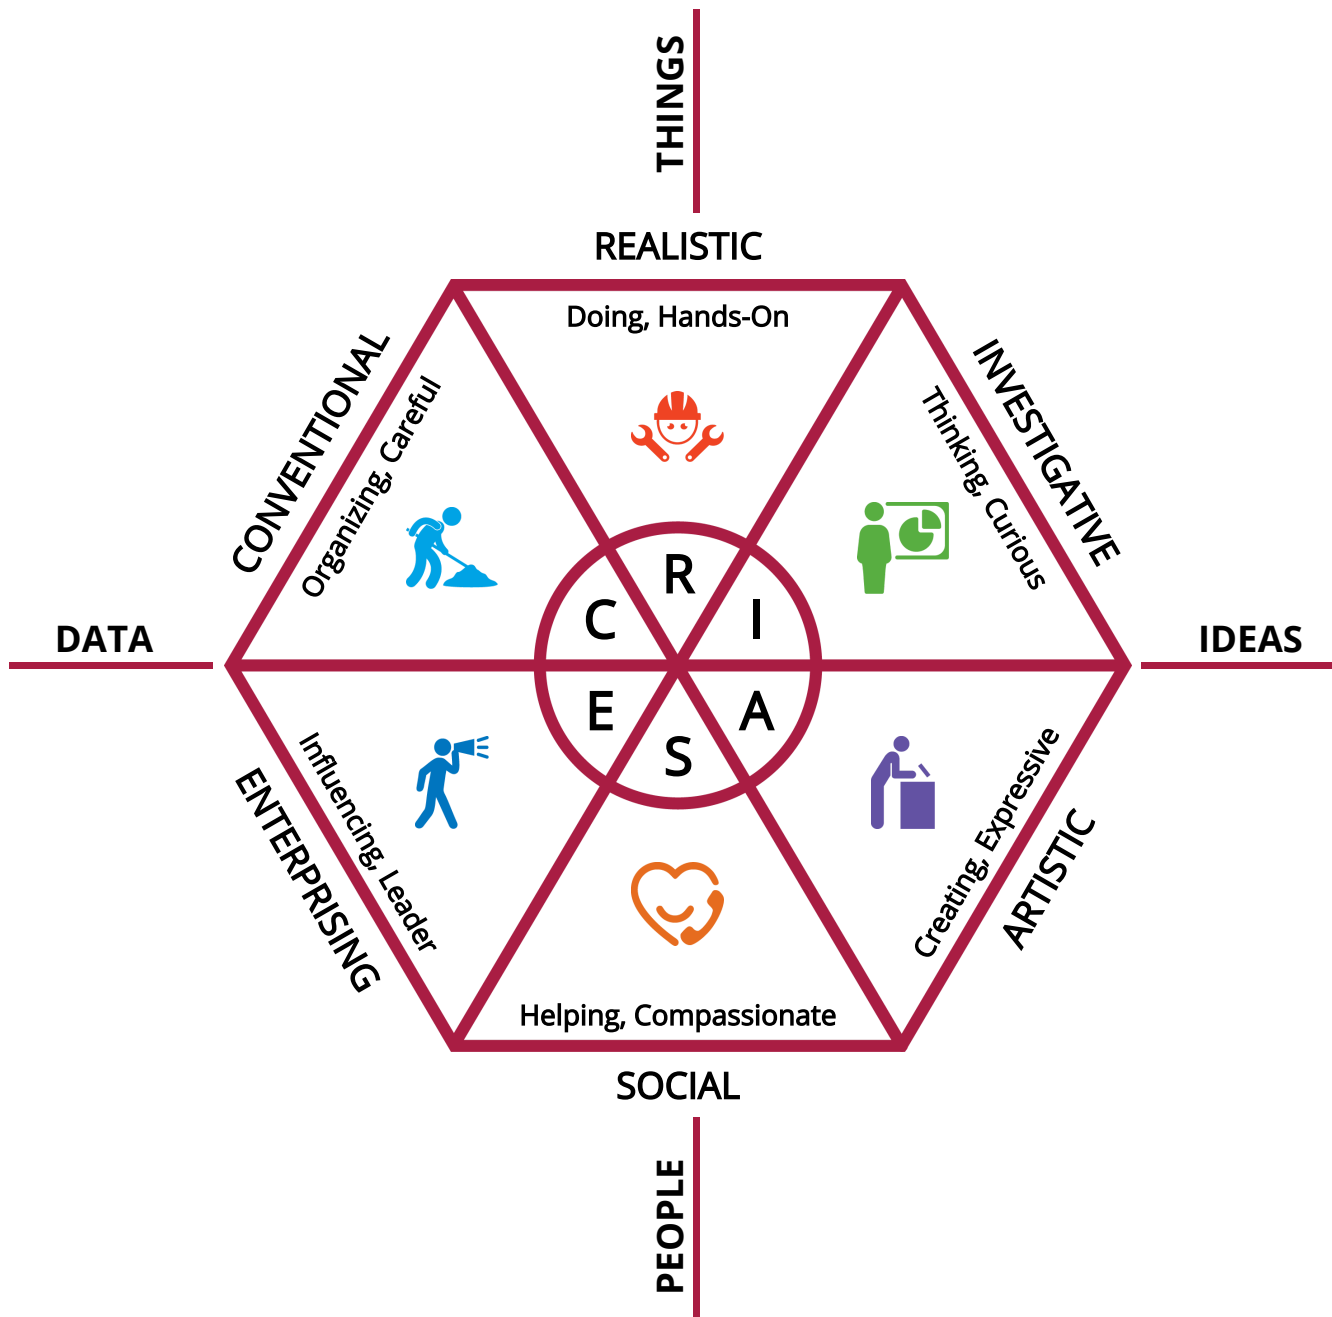 THINGS
REALISTIC
Doing, Hands-On
CONVENTIONAL
Organizing, Careful
INVESTIGATIVE
Thinking, Curious
R
C
I
DATA
IDEAS
E
A
S
ENTERPRISING
Influencing, Leader
ARTISTIC
Creating, Expressive
Helping, Compassionate
SOCIAL
PEOPLE